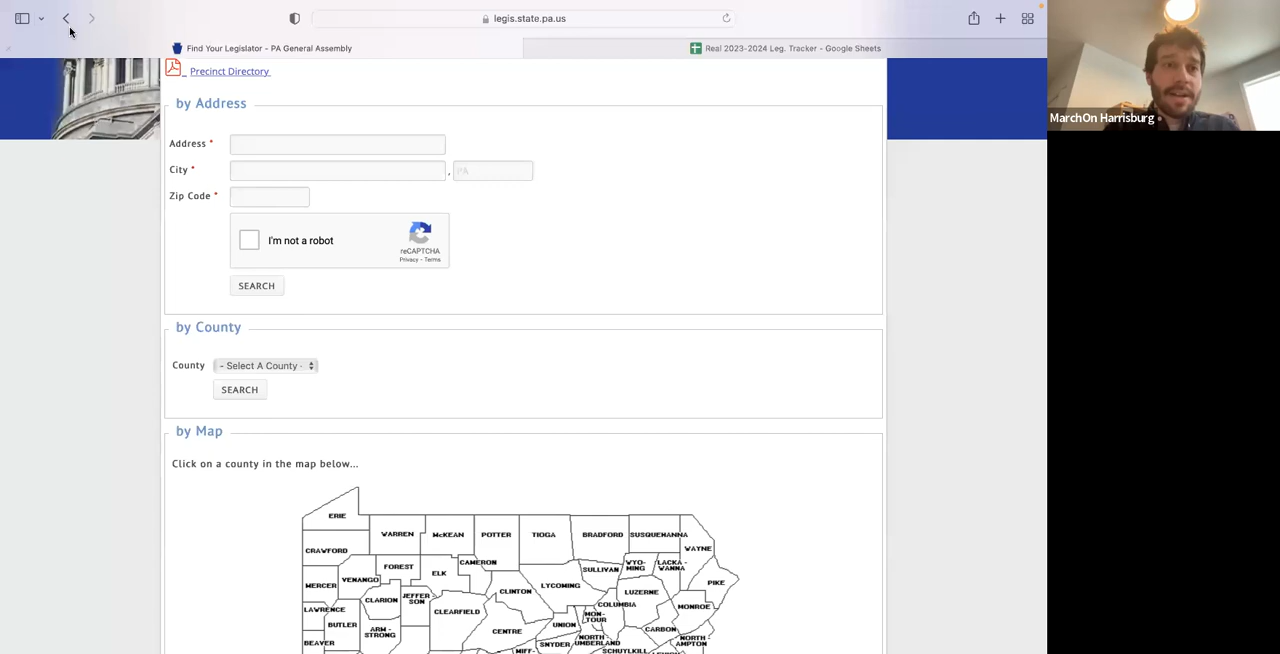 legis.state.pa.us
Find Your Legislator - PA General Assembly
Real 2023-2024 Leg. Tracker - Google Sheets
Precinct Directory
MarchOn Harrisburg
by Address
Address *
City * , PA
Zip Code *
I'm not a robot
reCAPTCHA
Privacy - Terms
SEARCH
by County
County - Select A County -
SEARCH
by Map
Click on a county in the map below...
ERIE
WARREN McKEAN POTTER TIOGA BRADFORD SUSQUEHANNA
WAYNE
CRAWFORD
FOREST ELK CAMERON SULLIVAN WYO-
MING LACKA-
WANNA
MERCER VENANGO CLINTON LYCOMING LUZERNE PIKE
CLARION JEFFER
SON COLUMBIA MONROE
LAWRENCE CLEARFIELD MON-
TOUR
BUTLER ARM-
STRONG CENTRE UNION CARBON
BEAVER SNYDER NORTH
UMBERLAND NORTH
AMPTON
MIFF- SCHUYLKILL